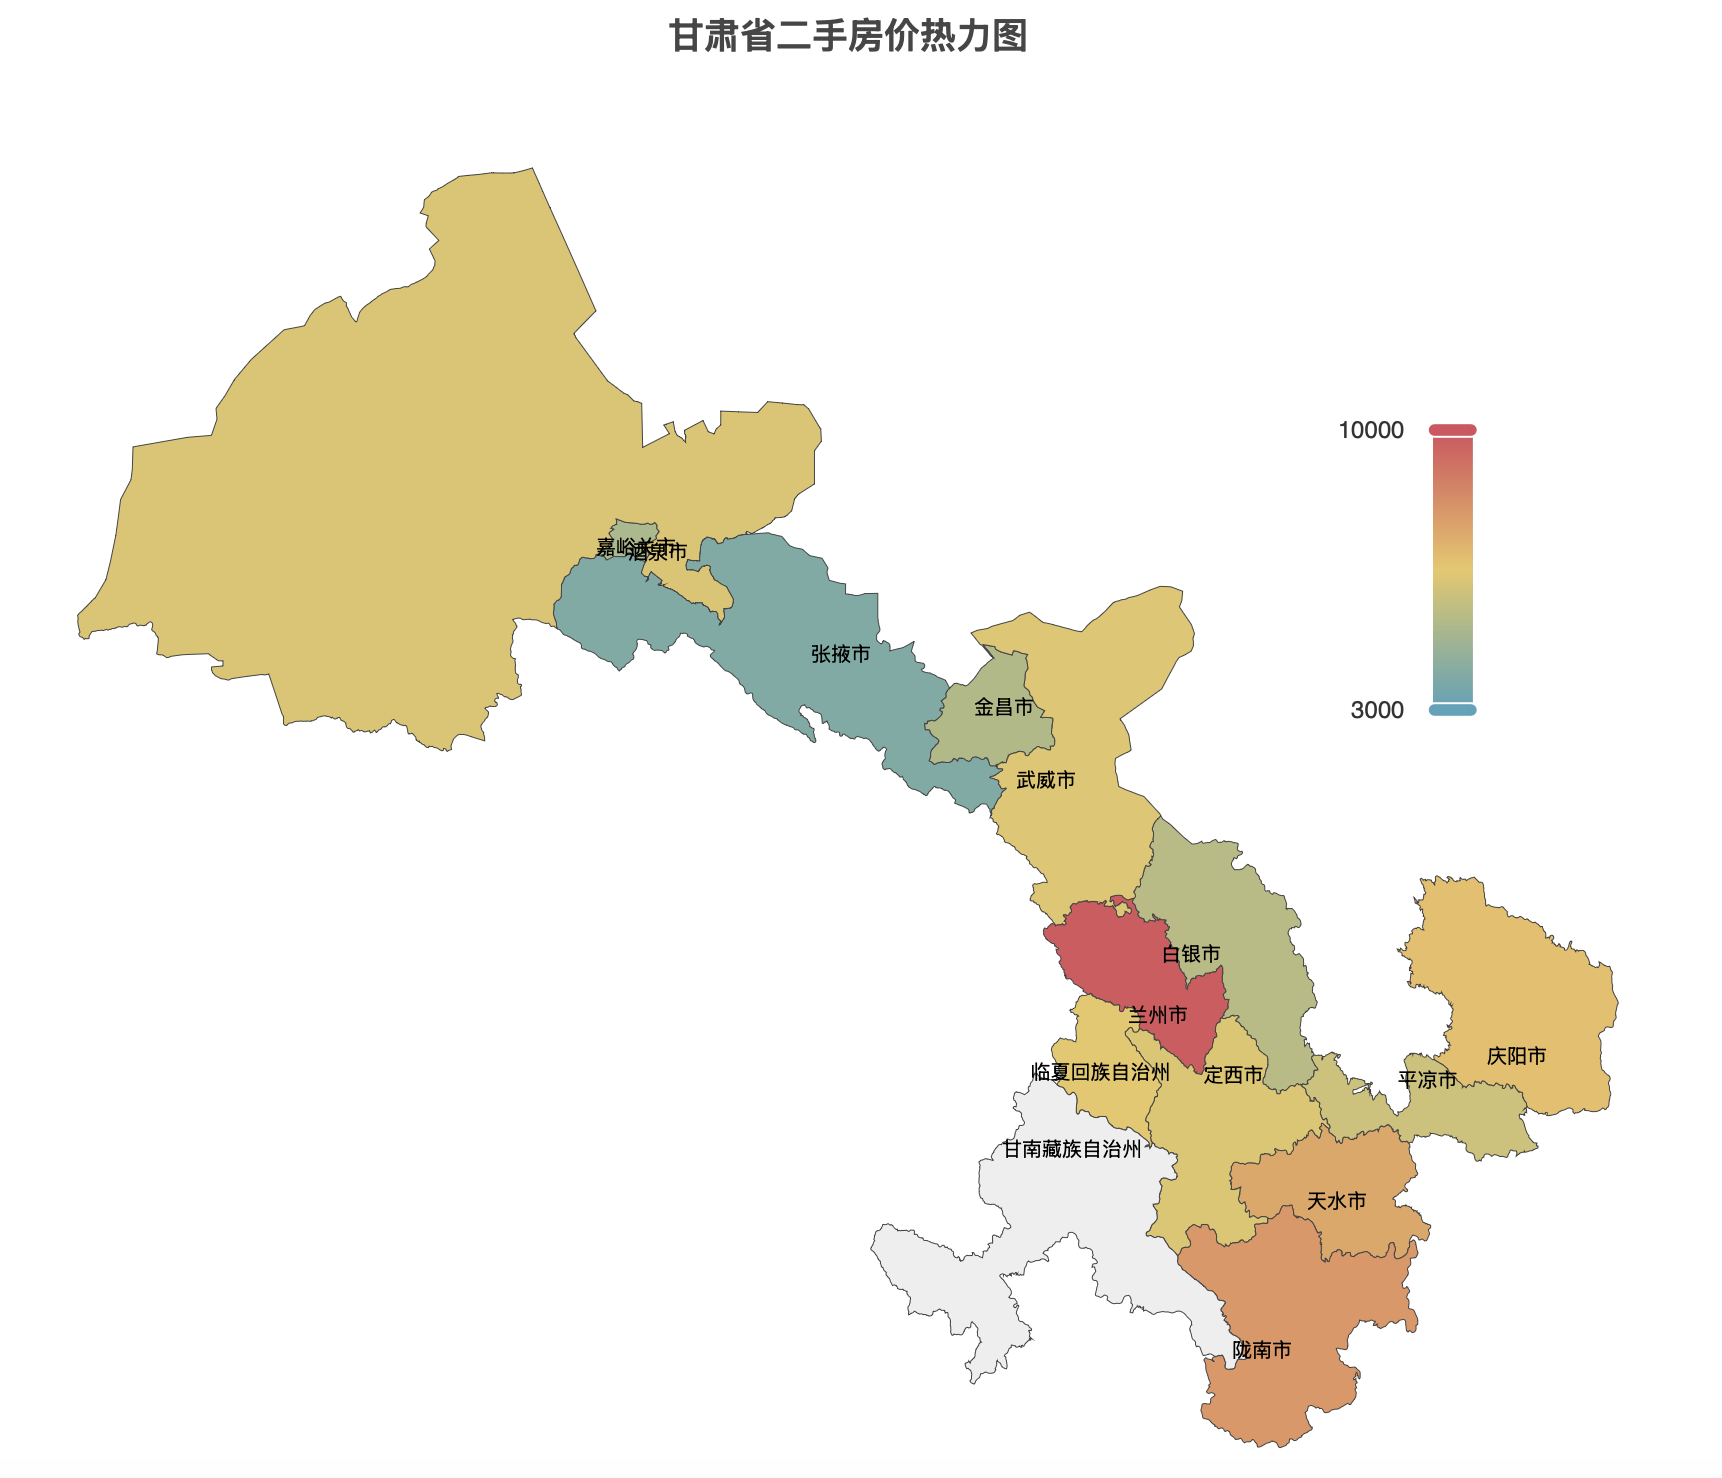 甘肃省二手房价热力图
10000
3000
嘉峪关市
酒泉市
张掖市
金昌市
武威市
白银市
兰州市
临夏回族自治州
定西市
平凉市
庆阳市
甘南藏族自治州
天水市
陇南市